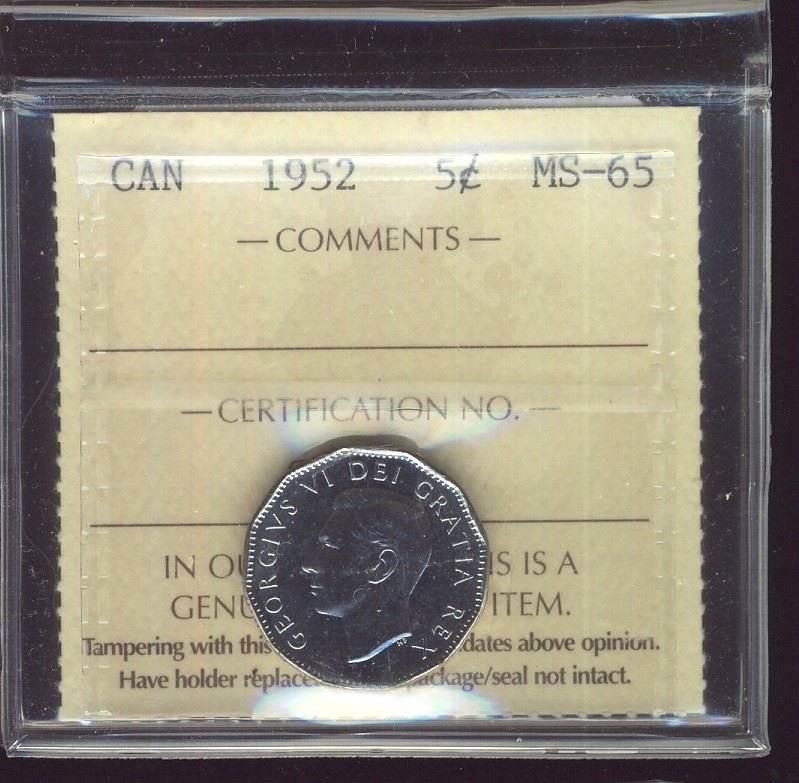 CAN 1952 5¢ MS-65
— COMMENTS —
— CERTIFICATION NO. —
GEORGIVS VI DEI GRATIA REX
HP
IN OU IS IS A
GENU ITEM.
Tampering with this dates above opinion.
Have holder replace package/seal not intact.